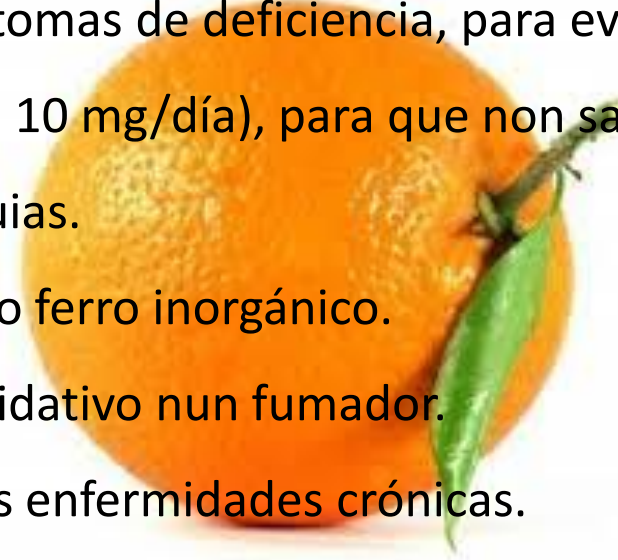 tomas de deficiencia, para ev
10 mg/día), para que non sa
uias.
o ferro inorgánico.
idativo nun fumador.
s enfermidades crónicas.